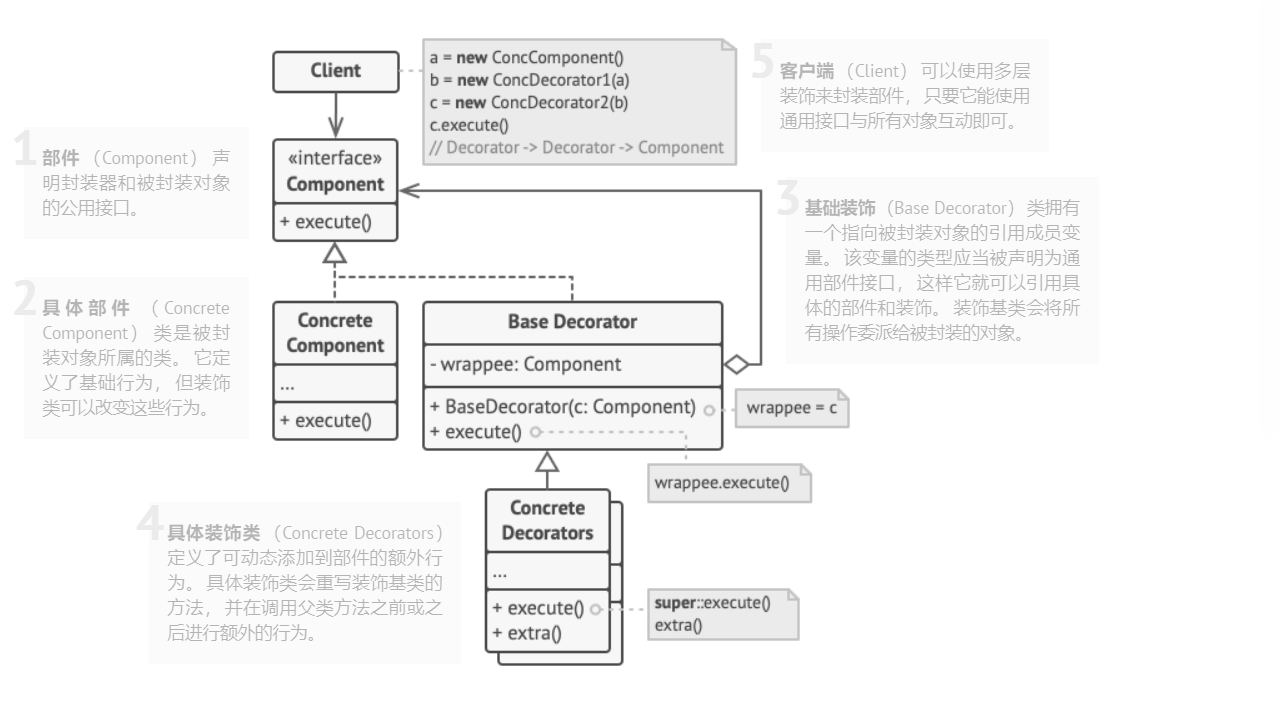 Client
a = new ConcComponent()
b = new ConcDecorator1(a)
c = new ConcDecorator2(b)
c.execute()
// Decorator -> Decorator -> Component
5
客户端 （Client） 可以使用多层
装饰来封装部件， 只要它能使用
通用接口与所有对象互动即可。
1
部件 （Component） 声
明封装器和被封装对象
的公用接口。
«interface»
Component
+ execute()
3
基础装饰（Base Decorator） 类拥有
一个指向被封装对象的引用成员变
量。 该变量的类型应当被声明为通
用部件接口， 这样它就可以引用具
体的部件和装饰。 装饰基类会将所
有操作委派给被封装的对象。
2
具体部件 （Concrete
Component） 类是被封
装对象所属的类。 它定
义了基础行为， 但装饰
类可以改变这些行为。
Concrete
Component
...
+ execute()
Base Decorator
- wrappee: Component
+ BaseDecorator(c: Component)
+ execute()
wrappee = c
wrappee.execute()
4
具体装饰类 （Concrete Decorators）
定义了可动态添加到部件的额外行
为。 具体装饰类会重写装饰基类的
方法， 并在调用父类方法之前或之
后进行额外的行为。
Concrete
Decorators
...
+ execute()
+ extra()
super::execute()
extra()